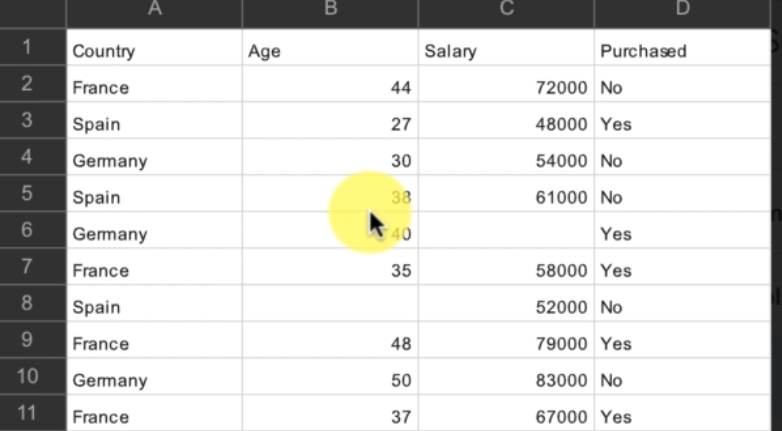 A B C D
1 Country Age Salary Purchased
2 France 44 72000 No
3 Spain 27 48000 Yes
4 Germany 30 54000 No
5 Spain 38 61000 No
6 Germany 40 Yes
7 France 35 58000 Yes
8 Spain 52000 No
9 France 48 79000 Yes
10 Germany 50 83000 No
11 France 37 67000 Yes